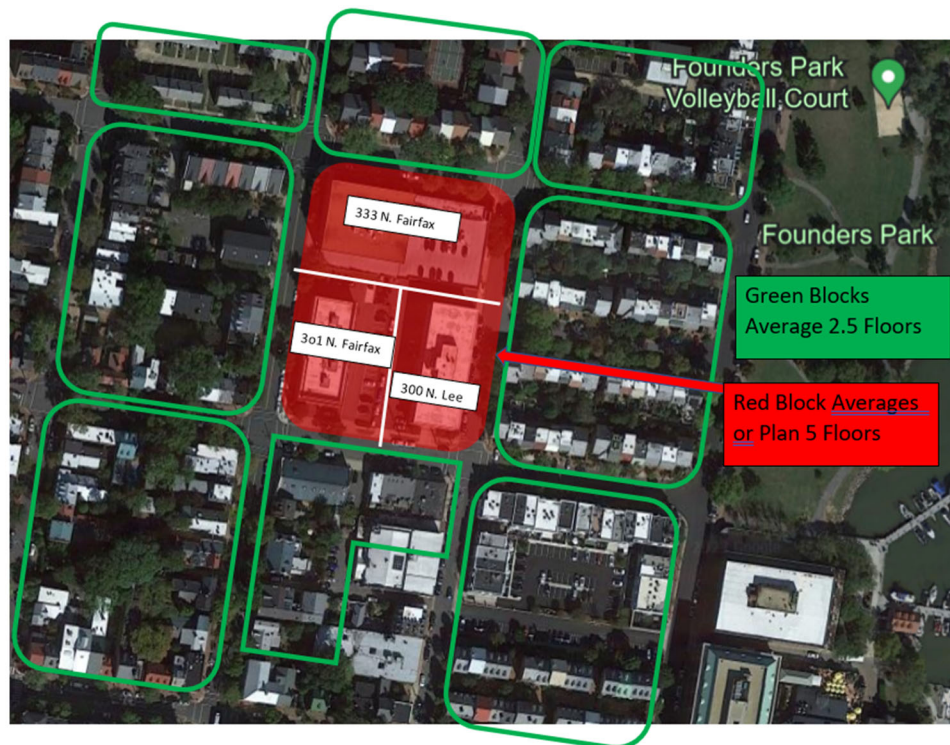 Founders Park
Volleyball Court
333 N. Fairfax
Founders Park
Green Blocks
Average 2.5 Floors
3o1 N. Fairfax
300 N. Lee
Red Block Averages
or Plan 5 Floors